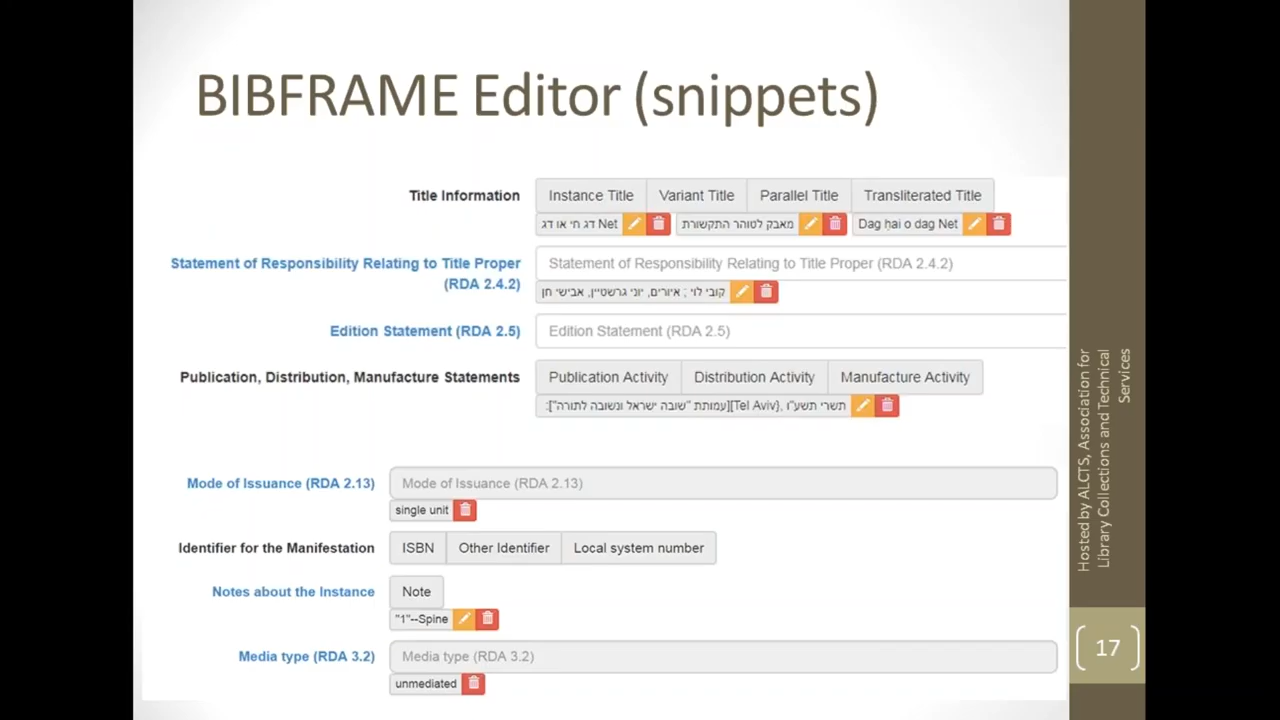 BIBFRAME Editor (snippets)
Title Information
Instance Title Variant Title Parallel Title Transliterated Title
דג חי או דג Net מאבק לטוהר התקשורת Dag ḥai o dag Net
Statement of Responsibility Relating to Title Proper
(RDA 2.4.2)
Statement of Responsibility Relating to Title Proper (RDA 2.4.2)
קובי לוי ; איורים, יוני גרשטיין, אבישי חן
Edition Statement (RDA 2.5)
Edition Statement (RDA 2.5)
Publication, Distribution, Manufacture Statements
Publication Activity Distribution Activity Manufacture Activity
:["עמותת "שובה ישראל ונשובה לתורה][Tel Aviv}, תשרי תשע"ו
Mode of Issuance (RDA 2.13)
Mode of Issuance (RDA 2.13)
single unit
Identifier for the Manifestation
ISBN Other Identifier Local system number
Notes about the Instance
Note
"1"--Spine
Media type (RDA 3.2)
Media type (RDA 3.2)
unmediated
Hosted by ALCTS, Association for
Library Collections and Technical
Services
17